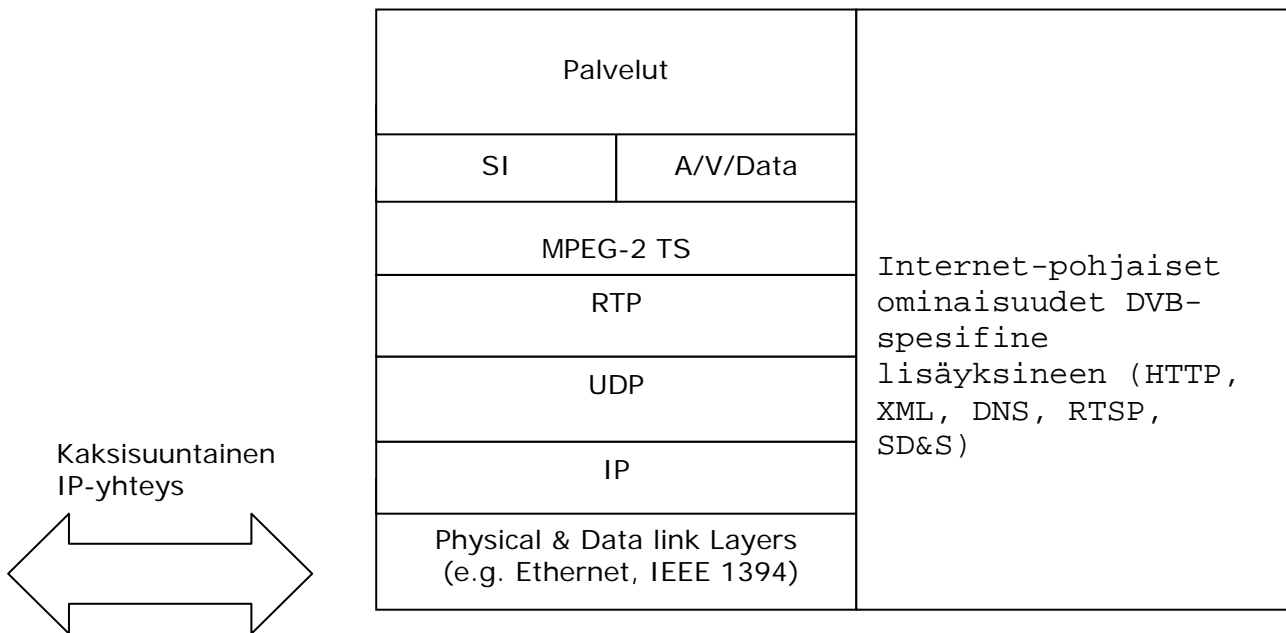 Palvelut
SI
A/V/Data
MPEG-2 TS
RTP
UDP
IP
Physical & Data link Layers
(e.g. Ethernet, IEEE 1394)
Internet-pohjaiset
ominaisuudet DVB-
spesifine
lisäyksineen (HTTP,
XML, DNS, RTSP,
SD&S)
Kaksisuuntainen
IP-yhteys